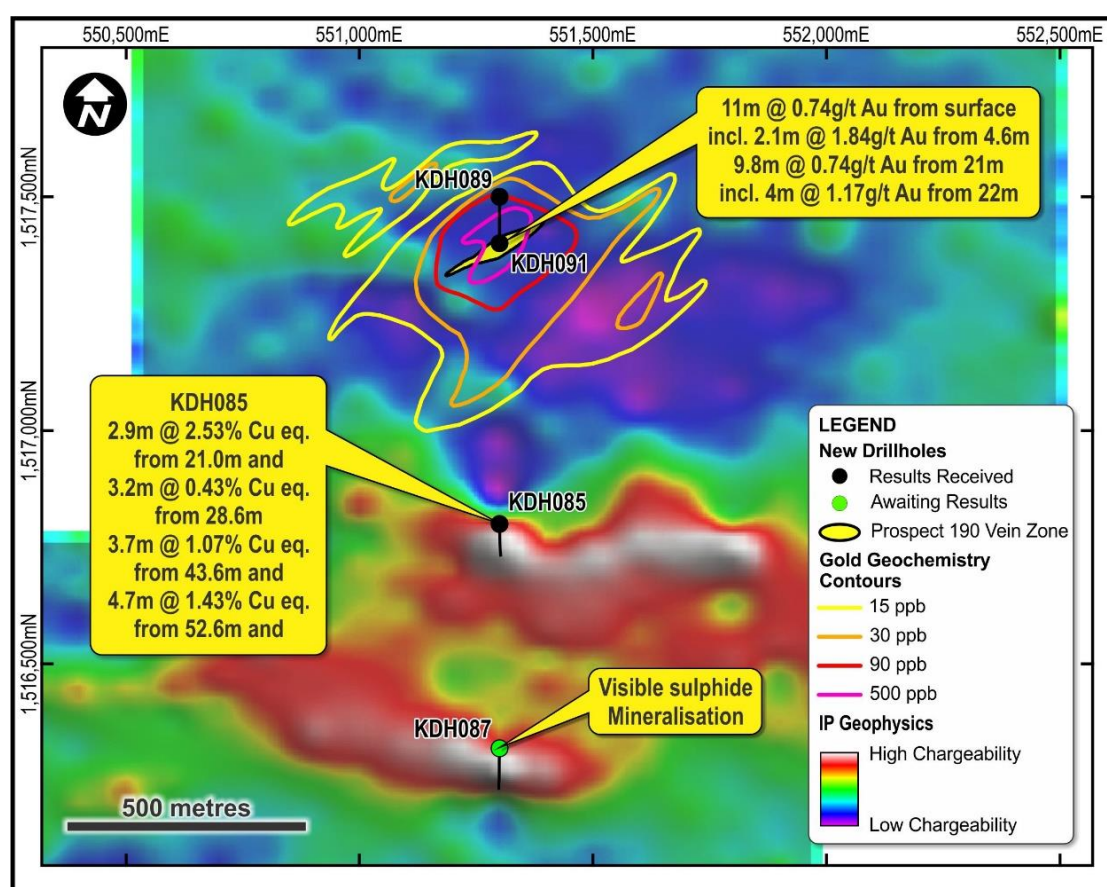 550,500mE
551,000mE
551,500mE
552,000mE
552,500mE
N
1,517,500mN
1,517,000mN
1,516,500mN
11m @ 0.74g/t Au from surface
incl. 2.1m @ 1.84g/t Au from 4.6m
9.8m @ 0.74g/t Au from 21m
incl. 4m @ 1.17g/t Au from 22m
KDH089
KDH091
KDH085
2.9m @ 2.53% Cu eq.
from 21.0m and
3.2m @ 0.43% Cu eq.
from 28.6m
3.7m @ 1.07% Cu eq.
from 43.6m and
4.7m @ 1.43% Cu eq.
from 52.6m and
KDH085
Visible sulphide
Mineralisation
KDH087
500 metres
LEGEND
New Drillholes
Results Received
Awaiting Results
Prospect 190 Vein Zone
Gold Geochemistry
Contours
15 ppb
30 ppb
90 ppb
500 ppb
IP Geophysics
High Chargeability
Low Chargeability